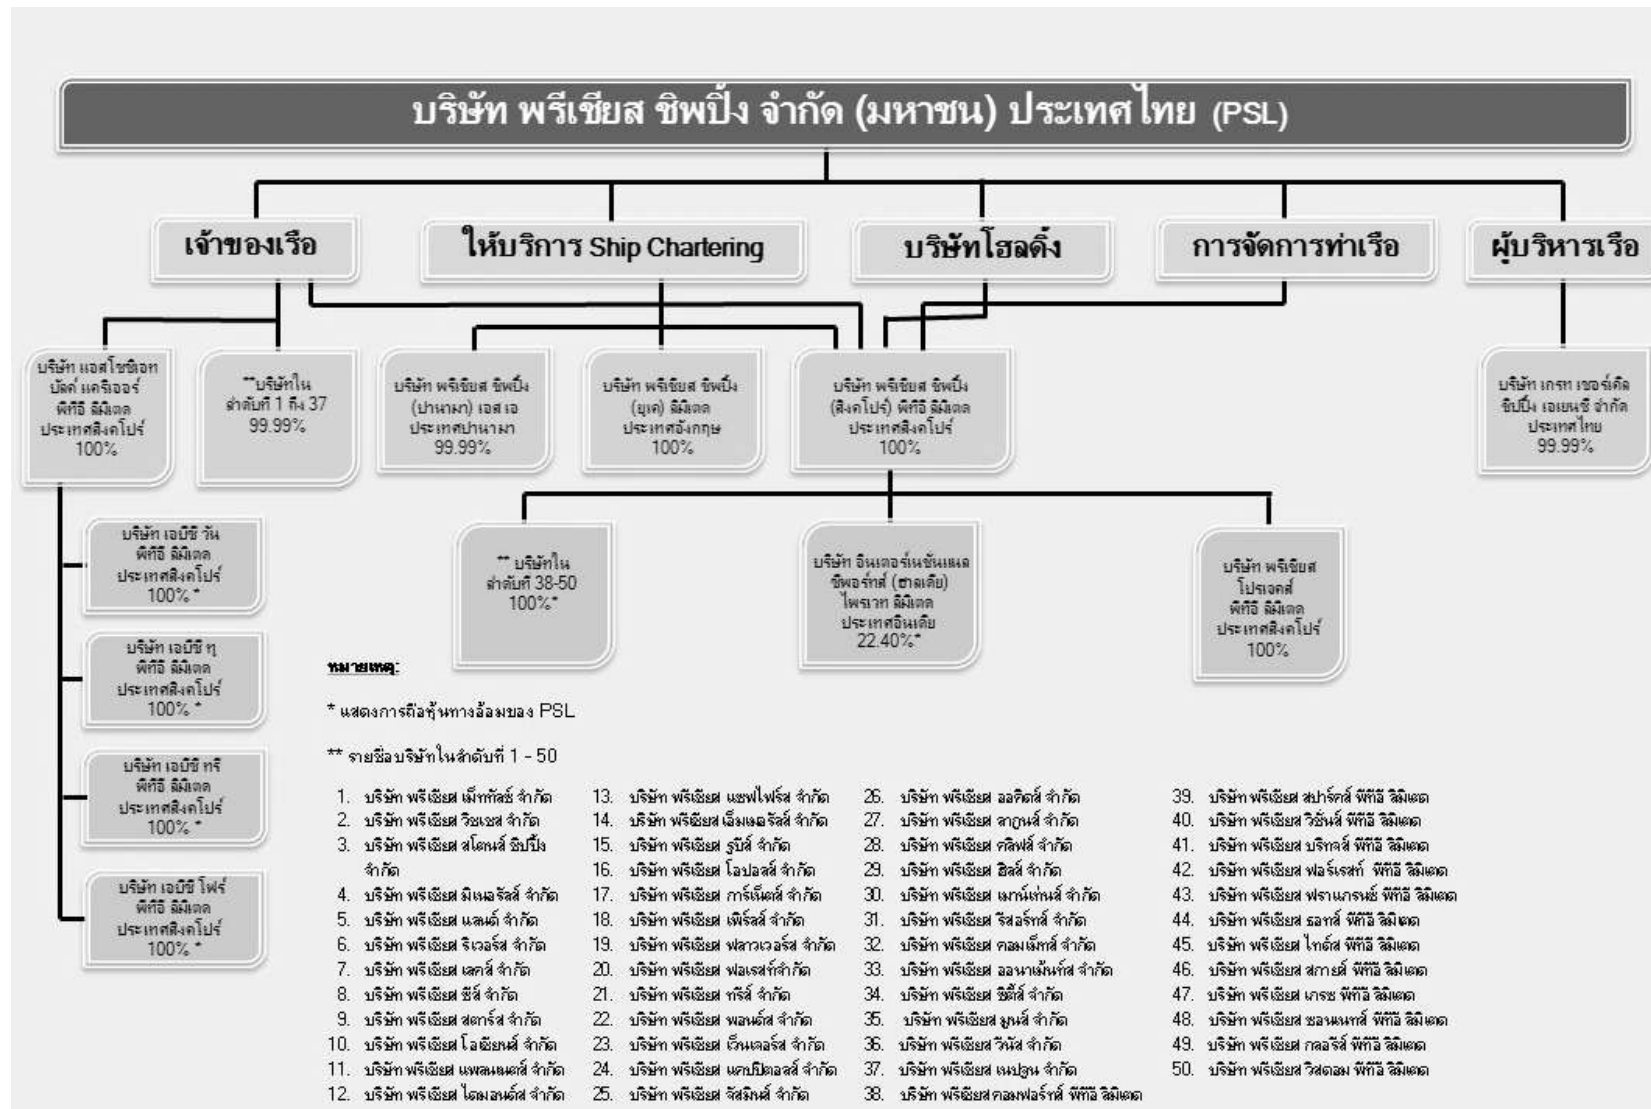 บริษัท พรีเชียส ชิพปิ้ง จำกัด (มหาชน) ประเทศไทย (PSL)
เจ้าของเรือ
ให้บริการ Ship Chartering
บริษัทโฮลดิ้ง
การจัดการท่าเรือ
ผู้บริหารเรือ
บริษัท แอสโซซิเอท
บัลค์ แคริเออร์
พีทีอี ลิมิเตด
ประเทศสิงคโปร์
100%
**บริษัทใน
ลำดับที่ 1 ถึง 37
99.99%
บริษัท พรีเชียส ชิพปิ้ง
(ปานามา) เอส เอ
ประเทศปานามา
99.99%
บริษัท พรีเชียส ชิพปิ้ง
(ยูเค) ลิมิเตด
ประเทศอังกฤษ
100%
บริษัท พรีเชียส ชิพปิ้ง
(สิงคโปร์) พีทีอี ลิมิเตด
ประเทศสิงคโปร์
100%
บริษัท เกรท เซอร์เคิล
ชิปปิ้ง เอเยนซี่ จำกัด
ประเทศไทย
99.99%
บริษัท เอบีซี วัน
พีทีอี ลิมิเตด
ประเทศสิงคโปร์
100% *
บริษัท เอบีซี ทู
พีทีอี ลิมิเตด
ประเทศสิงคโปร์
100% *
บริษัท เอบีซี ทรี
พีทีอี ลิมิเตด
ประเทศสิงคโปร์
100% *
บริษัท เอบีซี โฟร์
พีทีอี ลิมิเตด
ประเทศสิงคโปร์
100% *
** บริษัทใน
ลำดับที่ 38-50
100%*
บริษัท อินเตอร์เนชั่นแนล
ซีพอร์ทส์ (ฮาลเดีย)
ไพรเวท ลิมิเตด
ประเทศอินเดีย
22.40%*
บริษัท พรีเชียส
โปรเจคส์
พีทีอี ลิมิเตด
ประเทศสิงคโปร์
100%
หมายเหตุ:
* แสดงการถือหุ้นทางอ้อมของ PSL
** รายชื่อบริษัทในลำดับที่ 1 - 50
1. บริษัท พรีเชียส เม็ททัลซ์ จำกัด
2. บริษัท พรีเชียส วิชเชส จำกัด
3. บริษัท พรีเชียส สโตนส์ ชิปปิ้ง
จำกัด
4. บริษัท พรีเชียส มิเนอรัลส์ จำกัด
5. บริษัท พรีเชียส แลนด์ จำกัด
6. บริษัท พรีเชียส ริเวอร์ส จำกัด
7. บริษัท พรีเชียส เลคส์ จำกัด
8. บริษัท พรีเชียส ซีส์ จำกัด
9. บริษัท พรีเชียส สตาร์ส จำกัด
10. บริษัท พรีเชียส โอเชียนส์ จำกัด
11. บริษัท พรีเชียส แพลนเนตส์ จำกัด
12. บริษัท พรีเชียส ไดมอนด์ส จำกัด
13. บริษัท พรีเชียส แซฟไฟร์ส จำกัด
14. บริษัท พรีเชียส เอ็มเมอรัลส์ จำกัด
15. บริษัท พรีเชียส รูบีส์ จำกัด
16. บริษัท พรีเชียส โอปอลส์ จำกัด
17. บริษัท พรีเชียส การ์เน็ตส์ จำกัด
18. บริษัท พรีเชียส เพิร์ลส์ จำกัด
19. บริษัท พรีเชียส ฟลาวเวอร์ส จำกัด
20. บริษัท พรีเชียส ฟอเรสท์จำกัด
21. บริษัท พรีเชียส ทรีส์ จำกัด
22. บริษัท พรีเชียส พอนด์ส จำกัด
23. บริษัท พรีเชียส เว็นเตอร์ส จำกัด
24. บริษัท พรีเชียส แคปปิตอลส์ จำกัด
25. บริษัท พรีเชียส จัสมินส์ จำกัด
26. บริษัท พรีเชียส ออคิดส์ จำกัด
27. บริษัท พรีเชียส ลากูนส์ จำกัด
28. บริษัท พรีเชียส คลิฟส์ จำกัด
29. บริษัท พรีเชียส ฮิลส์ จำกัด
30. บริษัท พรีเชียส เมาน์เท่นส์ จำกัด
31. บริษัท พรีเชียส รีสอร์ทส์ จำกัด
32. บริษัท พรีเชียส คอมเม็ทส์ จำกัด
33. บริษัท พรีเชียส ออนาเม้นท์ส จำกัด
34. บริษัท พรีเชียส ซิตี้ส์ จำกัด
35. บริษัท พรีเชียส มูนส์ จำกัด
36. บริษัท พรีเชียส วีนัส จำกัด
37. บริษัท พรีเชียส เนปจูน จำกัด
38. บริษัท พรีเชียส คอมฟอร์ทส์ พีทีอี ลิมิเตด
39. บริษัท พรีเชียส สปาร์คส์ พีทีอี ลิมิเตด
40. บริษัท พรีเชียส วิชั่นส์ พีทีอี ลิมิเตด
41. บริษัท พรีเชียส บริทจส์ พีทีอี ลิมิเตด
42. บริษัท พรีเชียส ฟอร์เรสท์ พีทีอี ลิมิเตด
43. บริษัท พรีเชียส ฟราแกรนซ์ พีทีอี ลิมิเตด
44. บริษัท พรีเชียส ธอทส์ พีทีอี ลิมิเตด
45. บริษัท พรีเชียส ไทด์ส พีทีอี ลิมิเตด
46. บริษัท พรีเชียส สกายส์ พีทีอี ลิมิเตด
47. บริษัท พรีเชียส เกรซ พีทีอี ลิมิเตด
48. บริษัท พรีเชียส ซอนเนทส์ พีทีอี ลิมิเตด
49. บริษัท พรีเชียส กลอรีส์ พีทีอี ลิมิเตด
50. บริษัท พรีเชียส วิสดอม พีทีอี ลิมิเตด